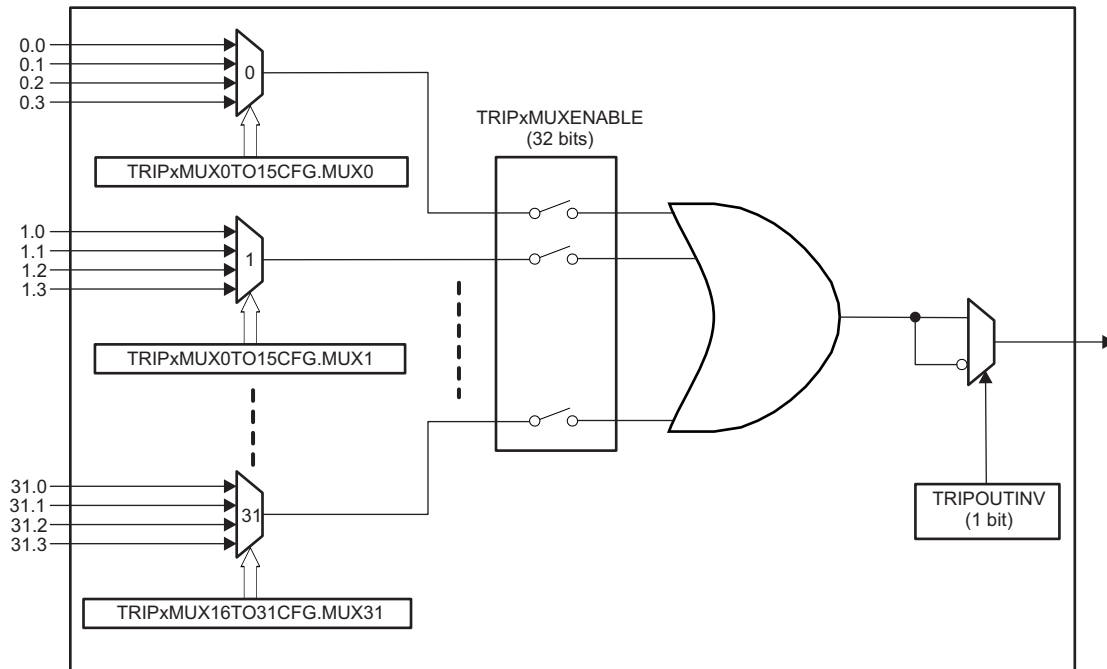 0.0
0.1
0.2
0.3
0
TRIPxMUX0TO15CFG.MUX0
TRIPxMUXENABLE
(32 bits)
1.0
1.1
1.2
1.3
1
TRIPxMUX0TO15CFG.MUX1
31.0
31.1
31.2
31.3
31
TRIPxMUX16TO31CFG.MUX31
TRIPOUTINV
(1 bit)